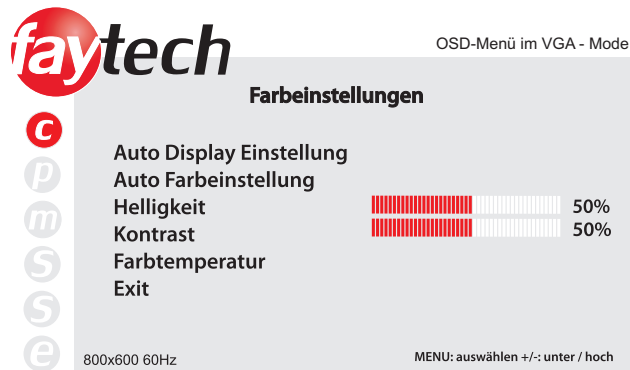 faytech
OSD-Menü im VGA - Mode
Farbeinstellungen
c
p
m
S
S
e
Auto Display Einstellung
Auto Farbeinstellung
Helligkeit 50%
Kontrast 50%
Farbtemperatur
Exit
800x600 60Hz
MENU: auswählen +/-: unter / hoch